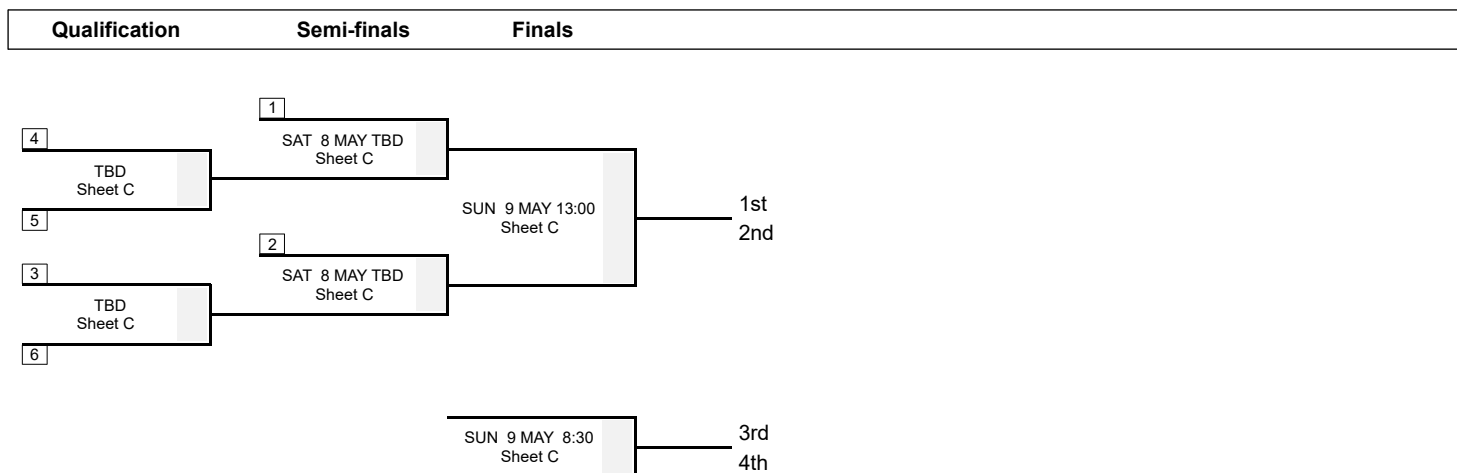 Qualification Semi-finals Finals
1
SAT 8 MAY TBD
Sheet C
4
TBD
Sheet C
5
SUN 9 MAY 13:00
Sheet C
1st
2nd
2
SAT 8 MAY TBD
Sheet C
3
TBD
Sheet C
6
SUN 9 MAY 8:30
Sheet C
3rd
4th